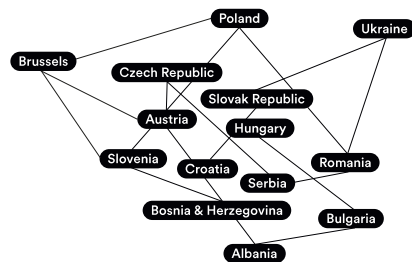 Poland
Ukraine
Brussels
Czech Republic
Slovak Republic
Austria
Hungary
Slovenia
Croatia
Romania
Serbia
Bosnia & Herzegovina
Bulgaria
Albania